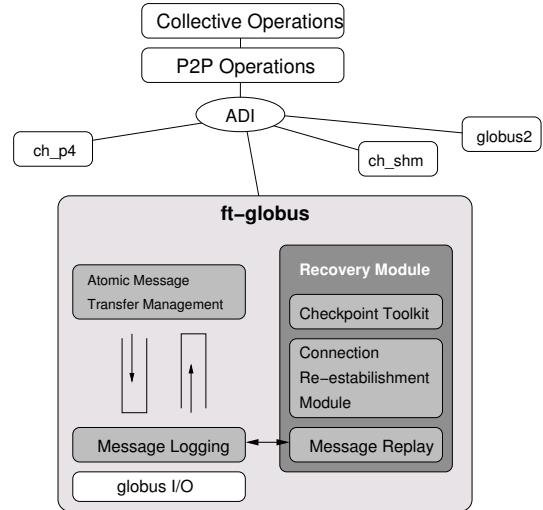 Collective Operations
P2P Operations
ADI
ch_p4
ch_shm
globus2
ft-globus
Atomic Message
Transfer Management
Message Logging
globus I/O
Recovery Module
Checkpoint Toolkit
Connection
Re-estabilishment
Module
Message Replay